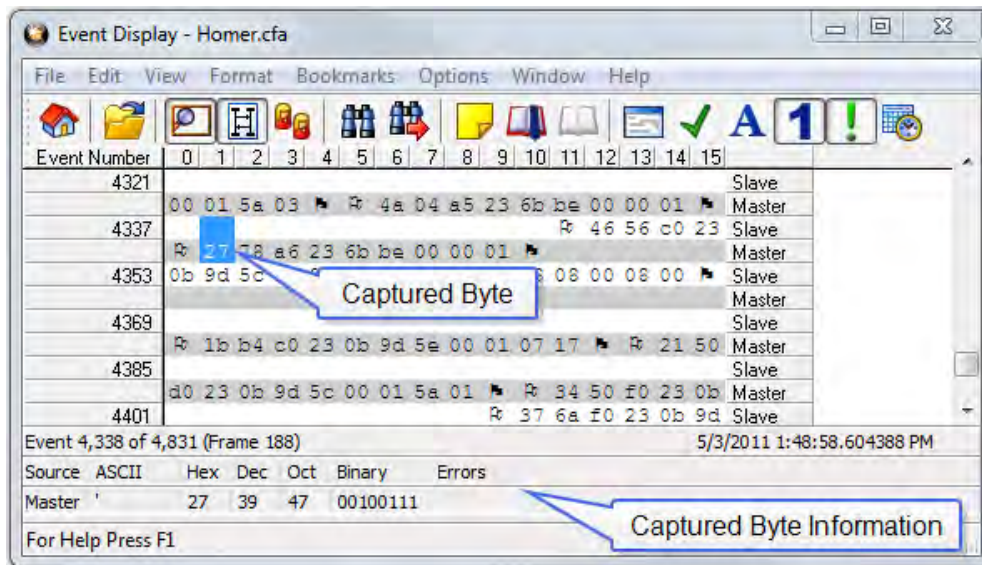 Event Display - Homer.cfa
File Edit View Format Bookmarks Options Window Help
A 1 !
Event Number 0 1 2 3 4 5 6 7 8 9 10 11 12 13 14 15
4321 Slave
00 01 5a 03 4a 04 a5 23 6b be 00 00 01 Master
4337 46 56 c0 23 Slave
27 78 a6 23 6b be 00 00 01 Master
4353 0b 9d 5c 08 00 08 00 Slave
Captured Byte
Master
4369 Slave
1b b4 c0 23 0b 9d 5e 00 01 07 17 21 50 Master
4385 Slave
d0 23 0b 9d 5c 00 01 5a 01 34 50 f0 23 0b Master
4401 37 6a f0 23 0b 9d Slave
Event 4,338 of 4,831 (Frame 188) 5/3/2011 1:48:58.604388 PM
Source ASCII Hex Dec Oct Binary Errors
Master ' 27 39 47 00100111
Captured Byte Information
For Help Press F1